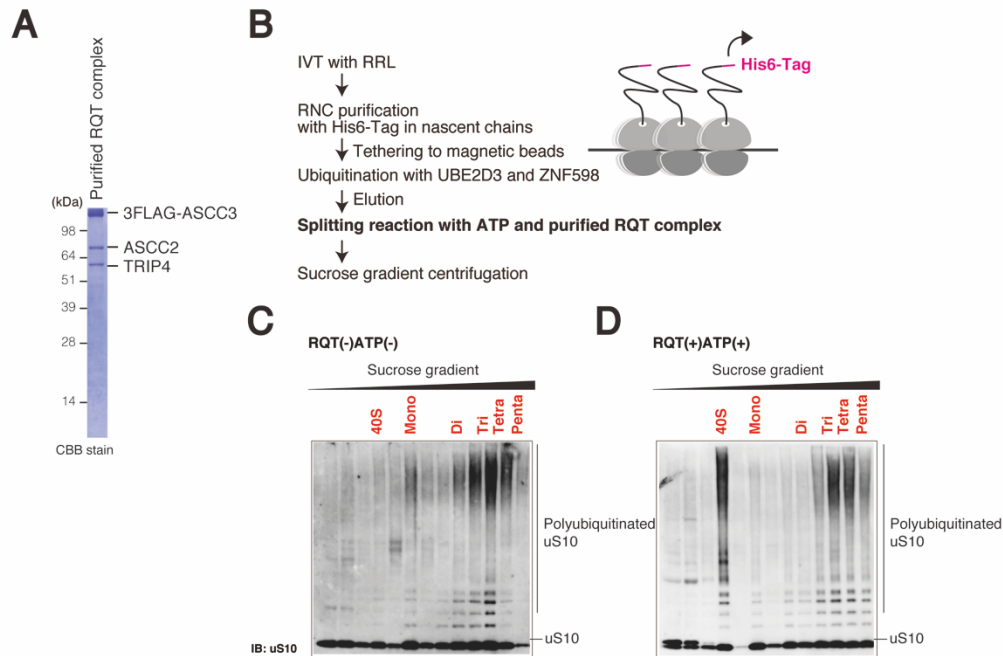 A
Purified RQT complex
(kDa)
3FLAG-ASCC3
98
ASCC2
64
TRIP4
51
39
28
14
CBB stain
B
IVT with RRL
RNC purification
with His6-Tag in nascent chains
Tethering to magnetic beads
Ubiquitination with UBE2D3 and ZNF598
Elution
Splitting reaction with ATP and purified RQT complex
Sucrose gradient centrifugation
His6-Tag
C
RQT(-)ATP(-)
Sucrose gradient
40S
Mono
Di
Tri
Tetra
Penta
Polyubiquitinated
uS10
uS10
IB: uS10
D
RQT(+)ATP(+)
Sucrose gradient
40S
Mono
Di
Tri
Tetra
Penta
Polyubiquitinated
uS10
uS10